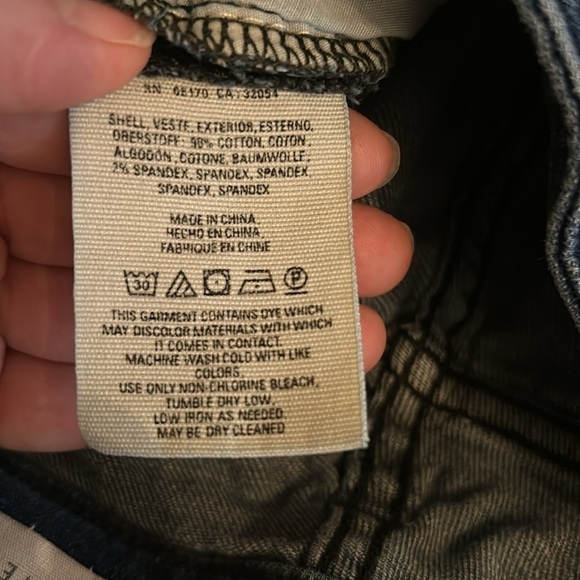 RN 0E170 CA 32054
SHELL, VESTE, EXTERIOR, ESTERNO,
OBERSTOFF: 98% COTTON, COTON,
ALGODON, COTONE, BAUMWOLLE,
2% SPANDEX, SPANDEX, SPANDEX,
SPANDEX, SPANDEX
MADE IN CHINA,
HECHO EN CHINA,
FABRIQUE EN CHINE
30 P
THIS GARMENT CONTAINS DYE WHICH
MAY DISCOLOR MATERIALS WITH WHICH
IT COMES IN CONTACT.
MACHINE WASH COLD WITH LIKE
COLORS,
USE ONLY NON-CHLORINE BLEACH,
TUMBLE DRY LOW,
LOW IRON AS NEEDED
MAY BE DRY CLEANED